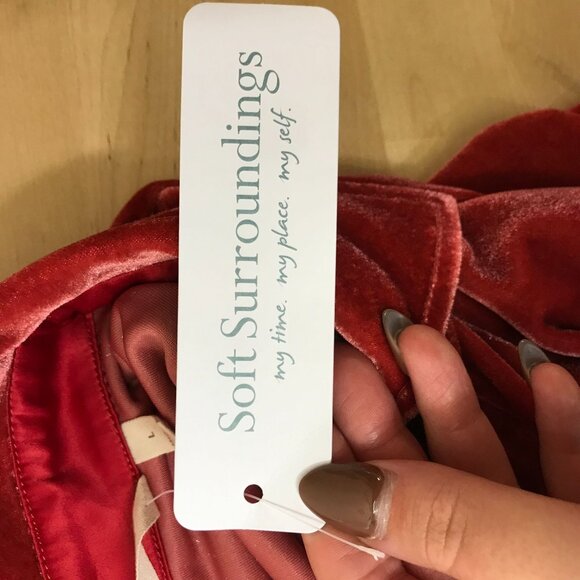 Soft Surroundings
my time. my place. my self.
L